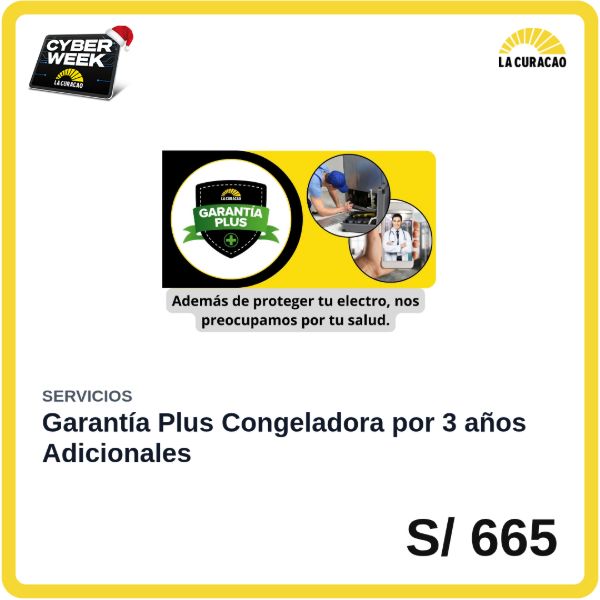 CYBER
WEEK
LA CURACAO
LA CURACAO
LA CURACAO
GARANTÍA
PLUS
Además de proteger tu electro, nos
preocupamos por tu salud.
SERVICIOS
Garantía Plus Congeladora por 3 años
Adicionales
S/ 665